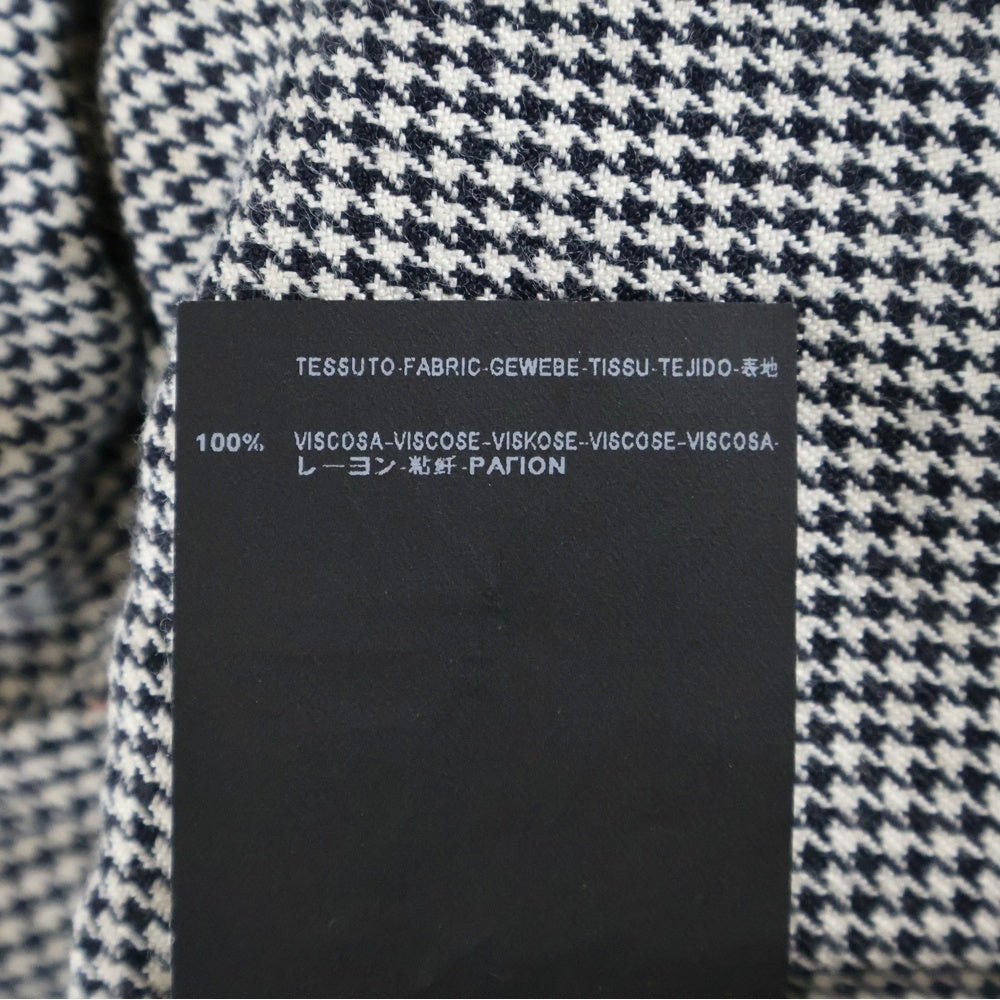 TESSUTO-FABRIC-GEWEBE-TISSU-TEJIDO-表地
100% VISCOSA-VISCOSE-VISKOSE-VISCOSE-VISCOSA-
レーヨン-粘纤-ΡΑΓΙΟΝ